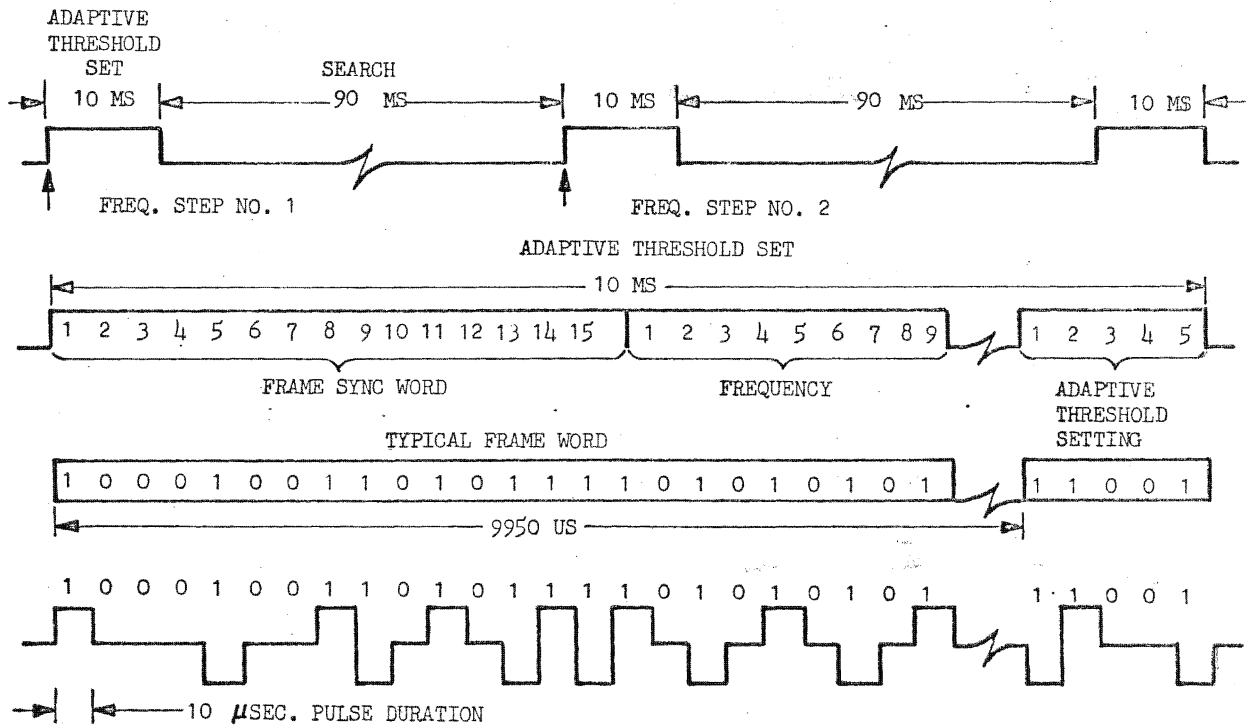 ADAPTIVE
THRESHOLD
SET
SEARCH
10 MS
90 MS
10 MS
90 MS
10 MS
FREQ. STEP NO. 1
FREQ. STEP NO. 2
ADAPTIVE THRESHOLD SET
10 MS
1 2 3 4 5 6 7 8 9 10 11 12 13 14 15 1 2 3 4 5 6 7 8 9 1 2 3 4 5
FRAME SYNC WORD
FREQUENCY
ADAPTIVE
THRESHOLD
SETTING
TYPICAL FRAME WORD
1 0 0 0 1 0 0 1 1 0 1 0 1 1 1 1 0 1 0 1 0 1 0 1 1 1 0 0 1
9950 US
1 0 0 0 1 0 0 1 1 0 1 0 1 1 1 1 0 1 0 1 0 1 0 1 1 1 0 0 1
10 μSEC. PULSE DURATION